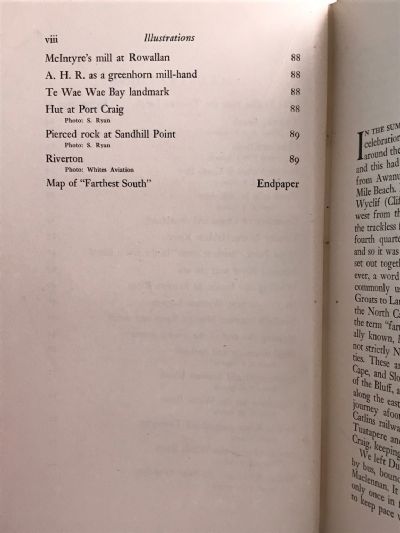 viii Illustrations
McIntyre's mill at Rowallan 88
A. H. R. as a greenhorn mill-hand 88
Te Wae Wae Bay landmark 88
Hut at Port Craig 88
Photo: S. Ryan
Pierced rock at Sandhill Point 89
Photo: S. Ryan
Riverton 89
Photo: Whites Aviation
Map of "Farthest South" Endpaper
IN THE SUM
celebration
around the
and this had
from Awanu
Mile Beach.
Wyclif (Clif
west from th
the trackless
fourth quarte
and so it was
set out togeth
ever, a word
commonly us
Groats to Lan
the North Ca
the term "far
ally known,
not strictly N
ties. These a
Cape, and Slo
of the Bluff, a
along the east
journey afoot
Catlins railwa
Tuatapere and
Craig, keeping
We left Du
by bus, bound
Maclennan. It
only once in
to keep pace